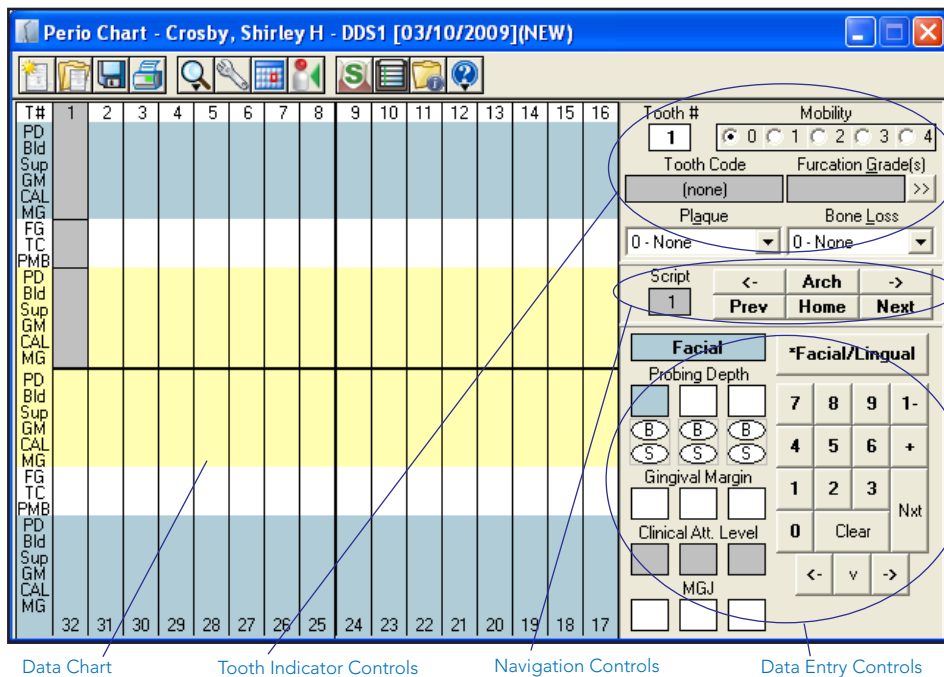 Perio Chart - Crosby, Shirley H - DDS1 [03/10/2009](NEW)
T# 1 2 3 4 5 6 7 8 9 10 11 12 13 14 15 16
PD
Bld
Sup
GM
CAL
MG
FG
TC
PMB
PD
Bld
Sup
GM
CAL
MG
PD
Bld
Sup
GM
CAL
MG
FG
TC
PMB
PD
Bld
Sup
GM
CAL
MG
32 31 30 29 28 27 26 25 24 23 22 21 20 19 18 17
Tooth # Mobility
1 0 1 2 3 4
Tooth Code Furcation Grade(s)
(none) >>
Plaque Bone Loss
0 - None 0 - None
Script
1
<- Arch ->
Prev Home Next
Facial *Facial/Lingual
Probing Depth
B B B
S S S
Gingival Margin
Clinical Att. Level
MGJ
7 8 9 1-
4 5 6 +
1 2 3 Nxt
0 Clear
<- v ->
Data Chart Tooth Indicator Controls Navigation Controls Data Entry Controls